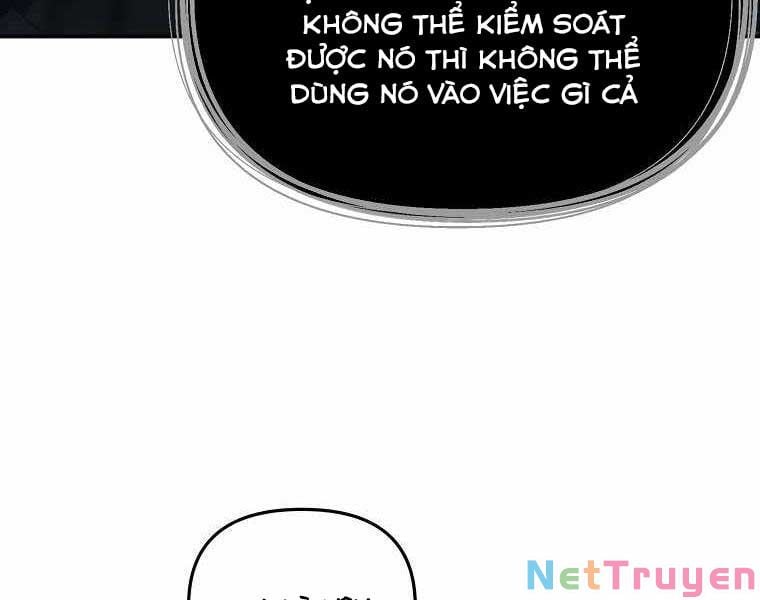 KHÔNG THỂ KIỂM SOÁT
ĐƯỢC NÓ THÌ KHÔNG THỂ
DÙNG NÓ VÀO VIỆC GÌ CẢ
NetTruyen